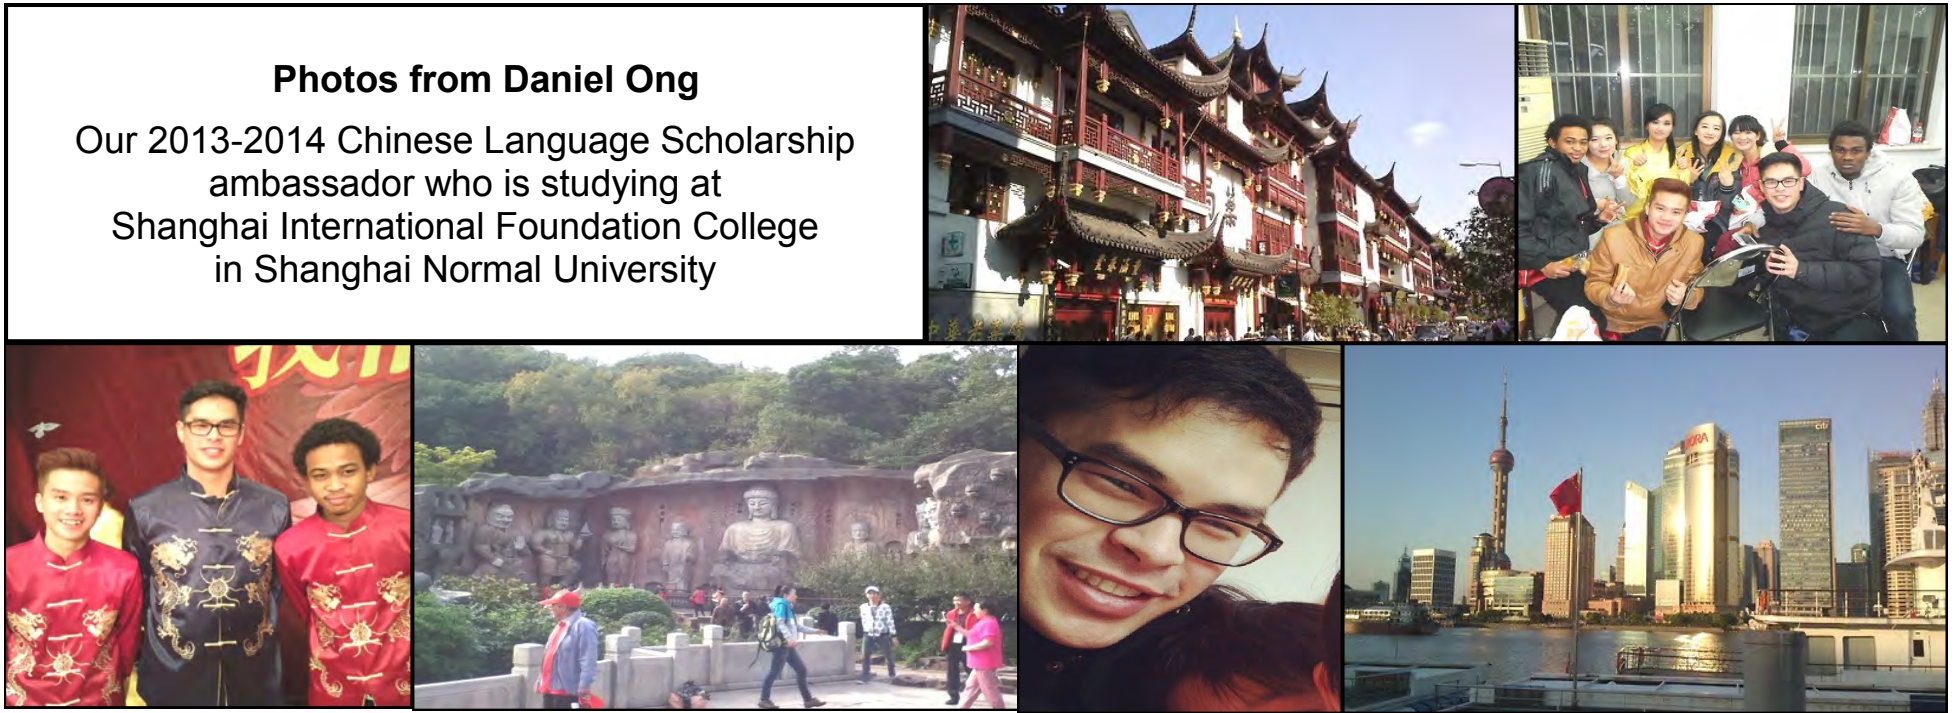 Photos from Daniel Ong
Our 2013-2014 Chinese Language Scholarship
ambassador who is studying at
Shanghai International Foundation College
in Shanghai Normal University
citi